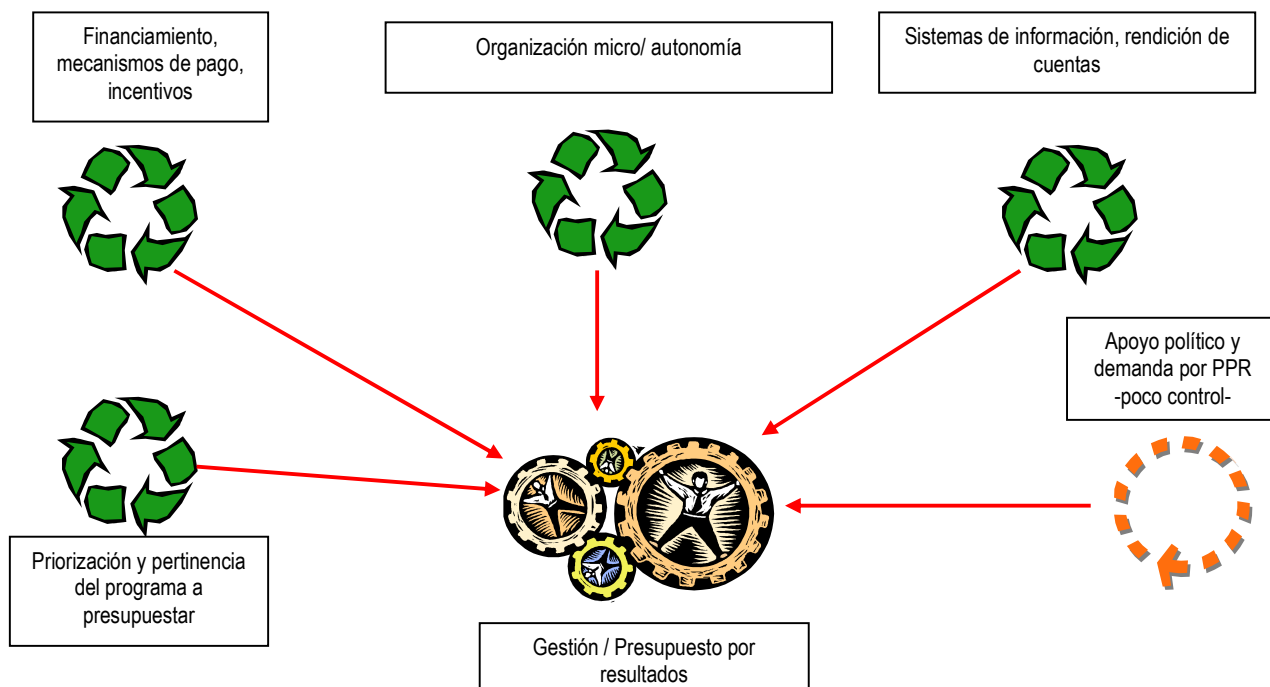 Financiamiento,
mecanismos de pago,
incentivos
Organización micro/ autonomía
Sistemas de información, rendición de
cuentas
Apoyo político y
demanda por PPR
-poco control-
Priorización y pertinencia
del programa a
presupuestar
Gestión / Presupuesto por
resultados